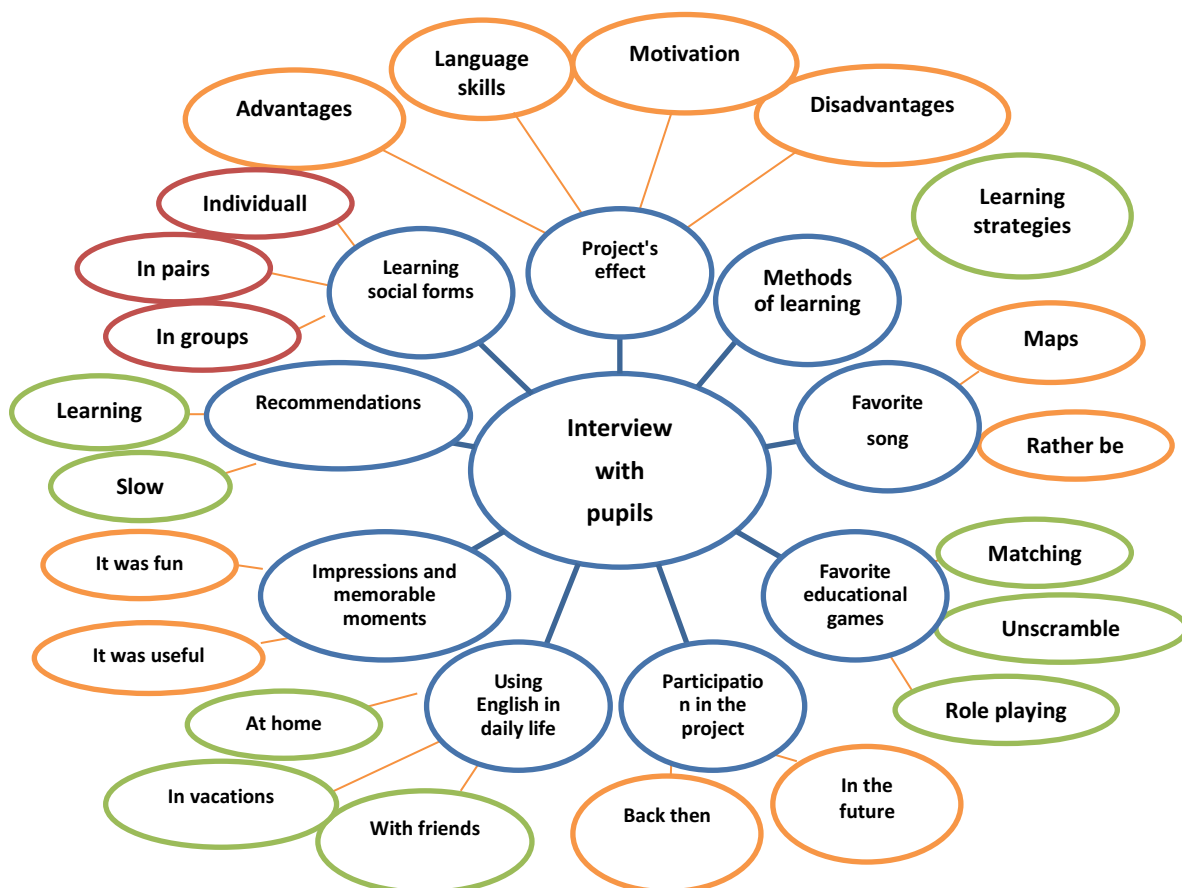 Interview
with
pupils
Project's
effect
Advantages
Language
skills
Motivation
Disadvantages
Methods
of learning
Learning
strategies
Favorite
song
Maps
Rather be
Favorite
educational
games
Matching
Unscramble
Role playing
Participatio
n in the
project
In the
future
Back then
Using
English in
daily life
With friends
In vacations
At home
Impressions and
memorable
moments
It was useful
It was fun
Recommendations
Slow
Learning
Learning
social forms
In groups
In pairs
Individuall